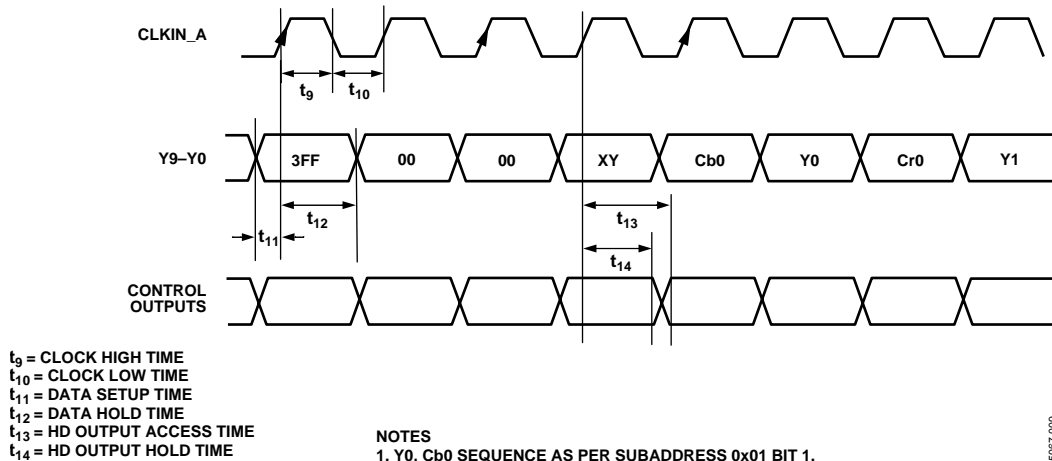 CLKIN_A
t9
t10
Y9–Y0
3FF
00
00
XY
Cb0
Y0
Cr0
Y1
t12
t13
t11
t14
CONTROL
OUTPUTS
t9 = CLOCK HIGH TIME
t10 = CLOCK LOW TIME
t11 = DATA SETUP TIME
t12 = DATA HOLD TIME
t13 = HD OUTPUT ACCESS TIME
t14 = HD OUTPUT HOLD TIME
NOTES
1. Y0, Cb0 SEQUENCE AS PER SUBADDRESS 0x01 BIT 1.